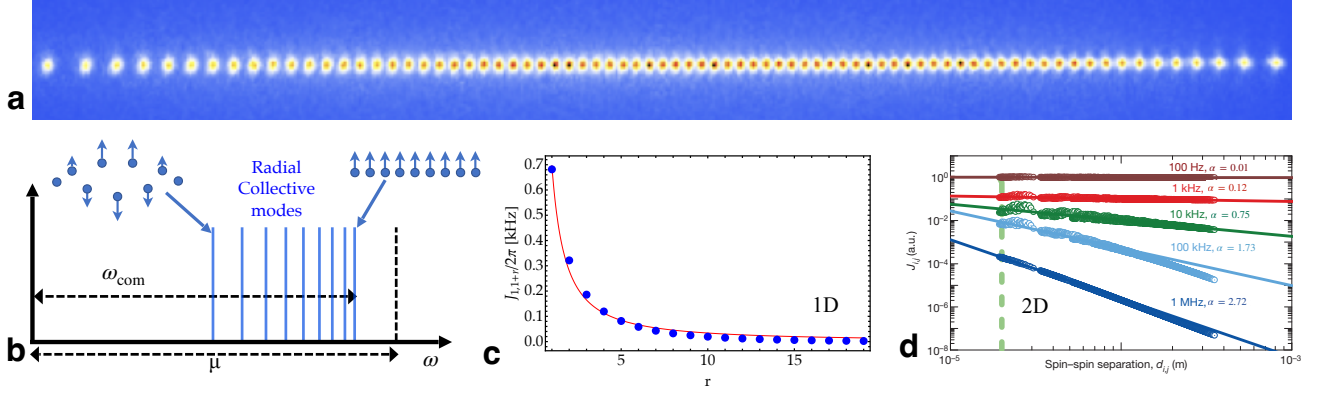 a
Radial
Collective
modes
ω_com
μ
ω
b
0.7
0.6
0.5
0.4
0.3
0.2
0.1
0.0
J_{1,1+r}/2π [kHz]
1D
5
10
15
r
c
10^0
10^-2
10^-4
10^-6
10^-8
J_{i,j} (a.u.)
100 Hz, α = 0.01
1 kHz, α = 0.12
10 kHz, α = 0.75
100 kHz, α = 1.73
1 MHz, α = 2.72
2D
10^-5
10^-3
Spin–spin separation, d_{i,j} (m)
d